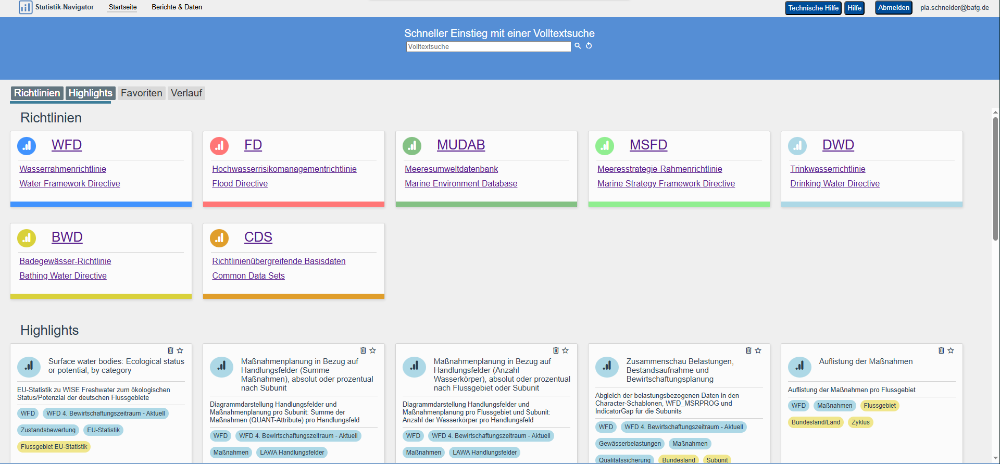 Statistik-Navigator Startseite Berichte & Daten Technische Hilfe Hilfe Abmelden pia.schneider@bafg.de
Schneller Einstieg mit einer Volltextsuche
Volltextsuche
Richtlinien Highlights Favoriten Verlauf
Richtlinien
WFD
Wasserrahmenrichtlinie
Water Framework Directive
FD
Hochwasserrisikomanagementrichtlinie
Flood Directive
MUDAB
Meeresumweltdatenbank
Marine Environment Database
MSFD
Meeresstrategie-Rahmenrichtlinie
Marine Strategy Framework Directive
DWD
Trinkwasserrichtlinie
Drinking Water Directive
BWD
Badegewässer-Richtlinie
Bathing Water Directive
CDS
Richtlinienübergreifende Basisdaten
Common Data Sets
Highlights
Surface water bodies: Ecological status
or potential, by category
EU-Statistik zu WISE Freshwater zum ökologischen
Status/Potenzial der deutschen Flussgebiete
WFD WFD 4. Bewirtschaftungszeitraum - Aktuell
Zustandsbewertung EU-Statistik
Flussgebiet EU-Statistik
Maßnahmenplanung in Bezug auf
Handlungsfelder (Summe
Maßnahmen), absolut oder prozentual
nach Subunit
Diagrammdarstellung Handlungsfelder und
Maßnahmenplanung pro Subunit: Summe der
Maßnahmen (QUANT-Attribute) pro Handlungsfeld
WFD WFD 4. Bewirtschaftungszeitraum - Aktuell
Maßnahmen LAWA Handlungsfelder
Maßnahmenplanung in Bezug auf
Handlungsfelder (Anzahl
Wasserkörper), absolut oder prozentual
nach Flussgebiet oder Subunit
Diagrammdarstellung Handlungsfelder und
Maßnahmenplanung pro Flussgebiet und Subunit:
Anzahl der Wasserkörper pro Handlungsfeld
WFD WFD 4. Bewirtschaftungszeitraum - Aktuell
Maßnahmen LAWA Handlungsfelder
Zusammenschau Belastungen,
Bestandsaufnahme und
Bewirtschaftungsplanung
Abgleich der belastungsbezogenen Daten in den
Character-Schablonen, WFD_MSRPROG und
IndicatorGap für die Subunits
WFD WFD 4. Bewirtschaftungszeitraum - Aktuell
Gewässerbelastungen Maßnahmen
Qualitätssicherung Bundesland Subunit
Auflistung der Maßnahmen
Auflistung der Maßnahmen pro Flussgebiet
WFD Maßnahmen Flussgebiet
Bundesland/Land Zyklus